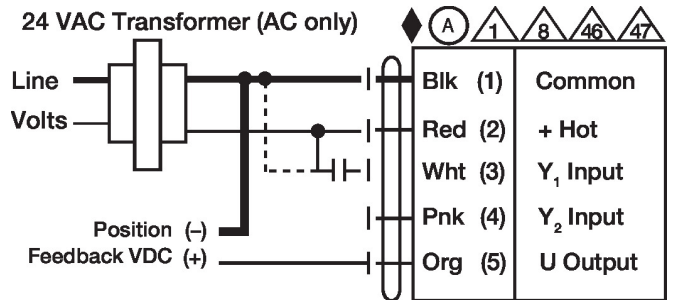 24 VAC Transformer (AC only)
A 1 8 46 47
Line
Volts
Blk (1) Common
Red (2) + Hot
Wht (3) Y1 Input
Pnk (4) Y2 Input
Position (–)
Feedback VDC (+)
Org (5) U Output